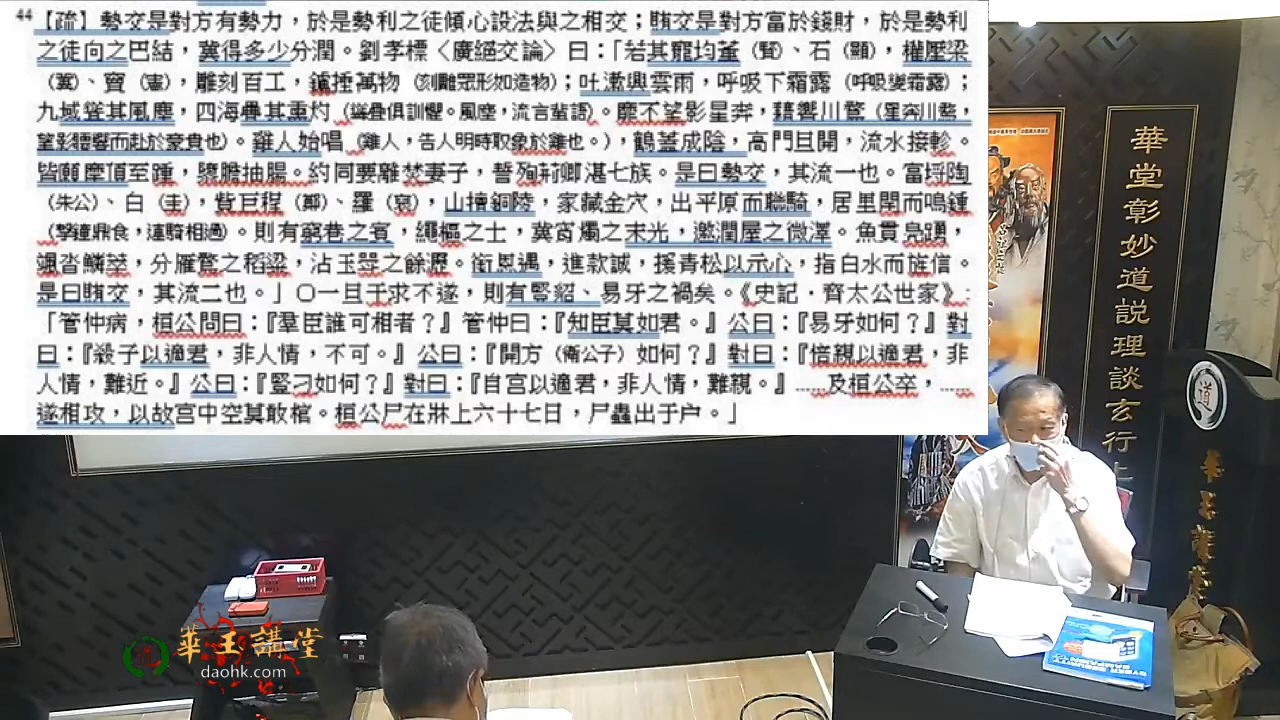 44
【疏】勢交是對方有勢力，於是勢利之徒傾心設法與之相交；賄交是對方富於錢財，於是勢利
之徒向之巴結，冀得多少分潤。劉孝標〈廣絕交論〉曰：「若其寵均董（賢）、石（顯），權壓梁
（冀）、竇（憲），雕刻百工，鑪捶萬物（刻雕眾形如造物）；吐漱興雲雨，呼吸下霜露（呼吸變霜露）；
九域聳其風塵，四海疊其熏灼（聳疊俱訓懼。風塵，流言蜚語）。靡不望影星奔，藉響川騖（星奔川騖，
望影聽響而赴於豪貴也）。雞人始唱（雞人，告人明時取象於雞也。），鶴蓋成陰，高門旦開，流水接軫。
皆願摩頂至踵，隳膽抽腸。約同要離焚妻子，誓殉荊卿湛七族。是曰勢交，其流一也。富埒陶
（朱公）、白（圭），貲巨程（鄭）、羅（裒），山擅銅陵，家藏金穴，出平原而聯騎，居里閈而鳴鍾
（擊鐘鼎食，連騎相過）。則有窮巷之賓，繩樞之士，冀宵燭之末光，邀潤屋之微澤。魚貫鳧踊，
颯沓鱗萃，分雁鶩之稻粱，沾玉斝之餘瀝。銜恩遇，進款誠，援青松以示心，指白水而旌信。
是曰賄交，其流二也。」〇一旦干求不遂，則有豎紹、易牙之禍矣。《史記·齊太公世家》:
「管仲病，桓公問曰：『羣臣誰可相者？』管仲曰：『知臣莫如君。』公曰：『易牙如何？』對
曰：『殺子以適君，非人情，不可。』公曰：『開方（衛公子）如何？』對曰：『倍親以適君，非
人情，難近。』公曰：『豎刁如何？』對曰：『自宮以適君，非人情，難親。』……及桓公卒，……
遂相攻，以故宮中空莫敢棺。桓公尸在牀上六十七日，尸蟲出于户。」
華堂彰妙道說理談玄行上
道
華玉講堂
daohk.com